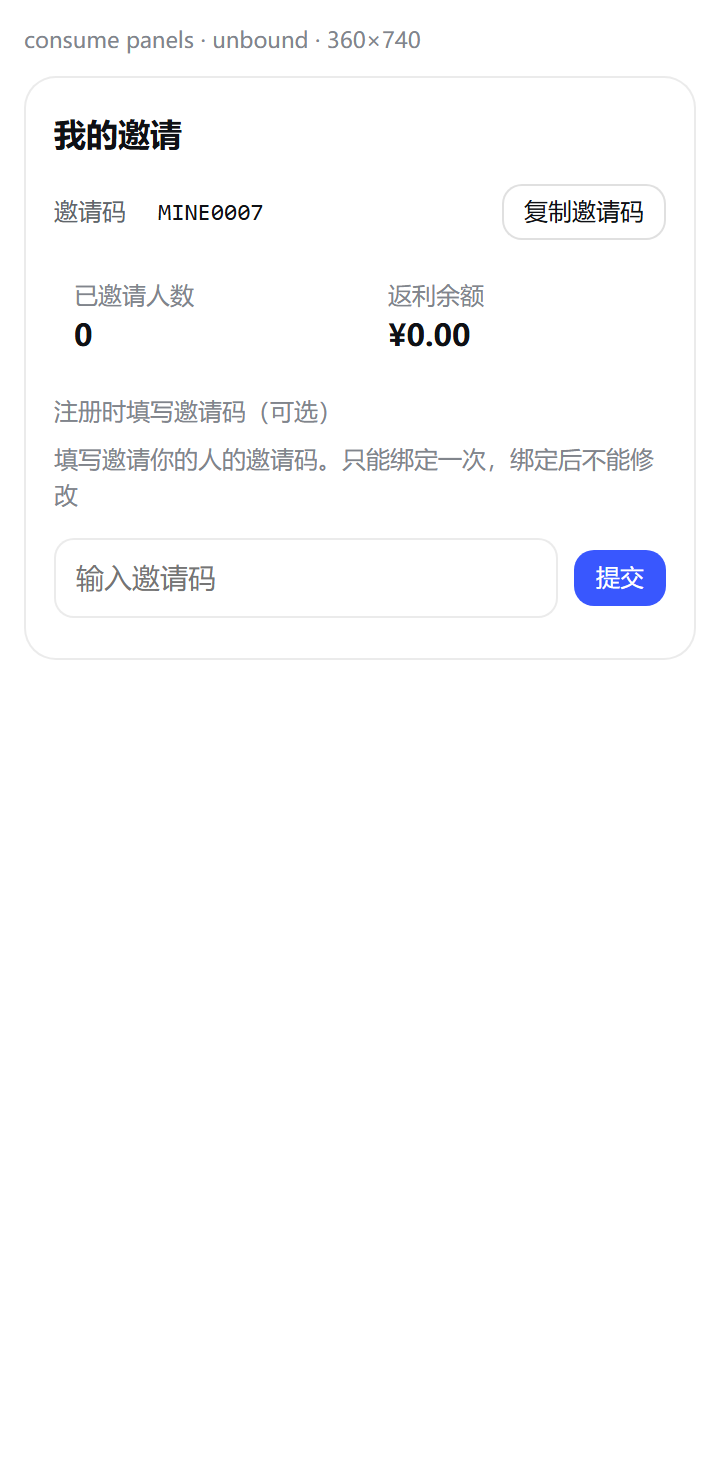 consume panels · unbound · 360×740
我的邀请
邀请码 MINE0007 复制邀请码
已邀请人数 返利余额
0 ¥0.00
注册时填写邀请码（可选）
填写邀请你的人的邀请码。只能绑定一次，绑定后不能修
改
输入邀请码 提交